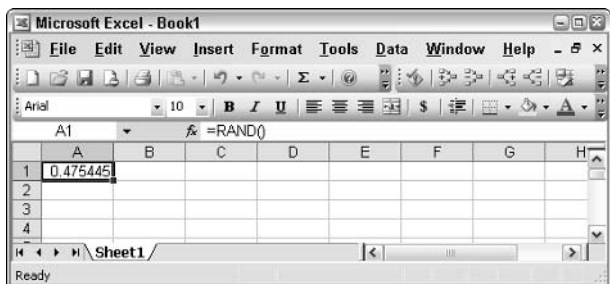 Microsoft Excel - Book1
File Edit View Insert Format Tools Data Window Help
Arial 10 B I U $ A
A1 fx =RAND()
A B C D E F G H
1 0.475445
2
3
4
Sheet1
Ready